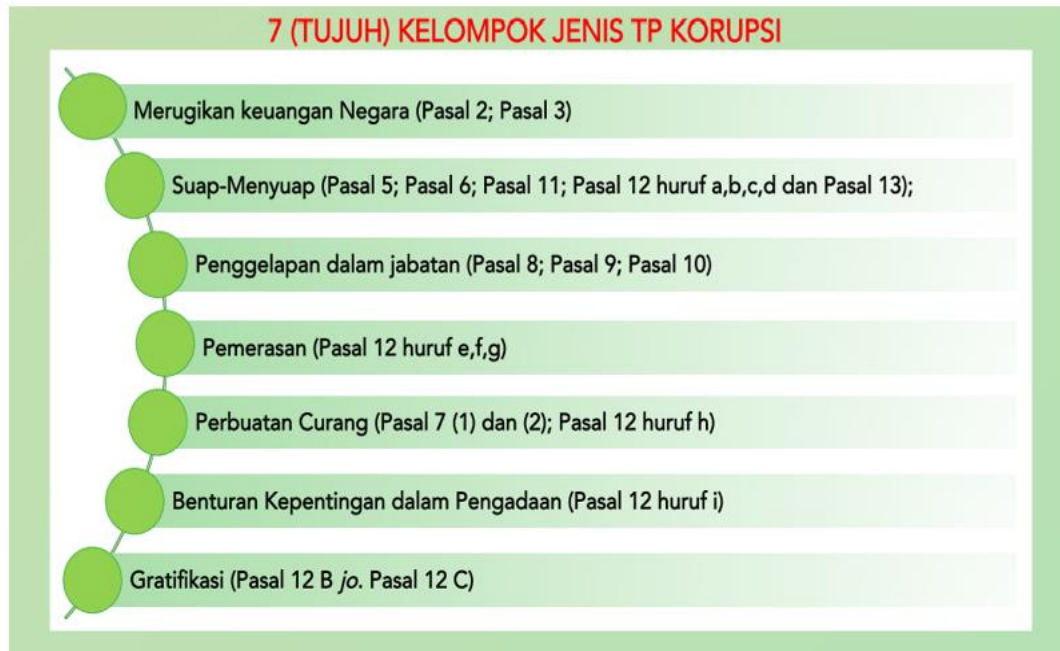 7 (TUJUH) KELOMPOK JENIS TP KORUPSI
Merugikan keuangan Negara (Pasal 2; Pasal 3)
Suap-Menyuap (Pasal 5; Pasal 6; Pasal 11; Pasal 12 huruf a,b,c,d dan Pasal 13);
Penggelapan dalam jabatan (Pasal 8; Pasal 9; Pasal 10)
Pemerasan (Pasal 12 huruf e,f,g)
Perbuatan Curang (Pasal 7 (1) dan (2); Pasal 12 huruf h)
Benturan Kepentingan dalam Pengadaan (Pasal 12 huruf i)
Gratifikasi (Pasal 12 B jo. Pasal 12 C)